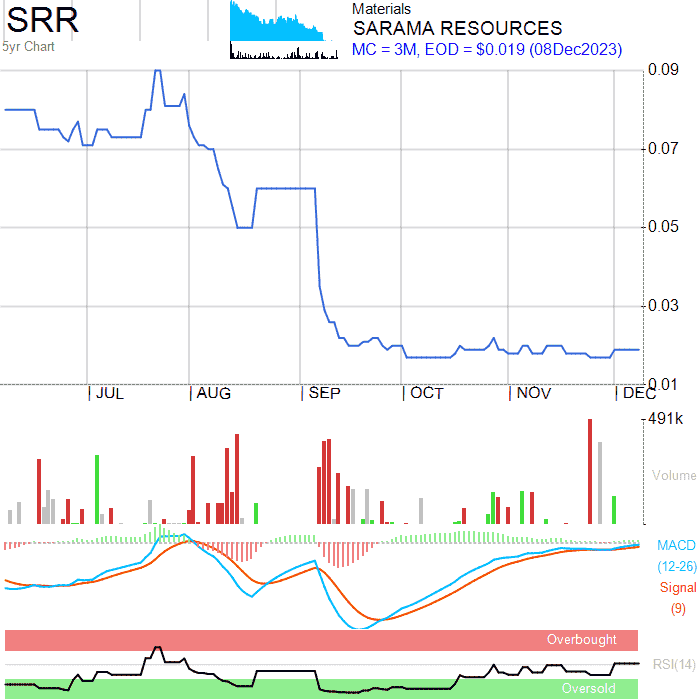 SRR
5yr Chart
Materials
SARAMA RESOURCES
MC = 3M, EOD = $0.019 (08Dec2023)
0.09
0.07
0.05
0.03
0.01
JUL AUG SEP OCT NOV DEC
491k
Volume
MACD
(12-26)
Signal
(9)
Overbought
RSI(14)
Oversold